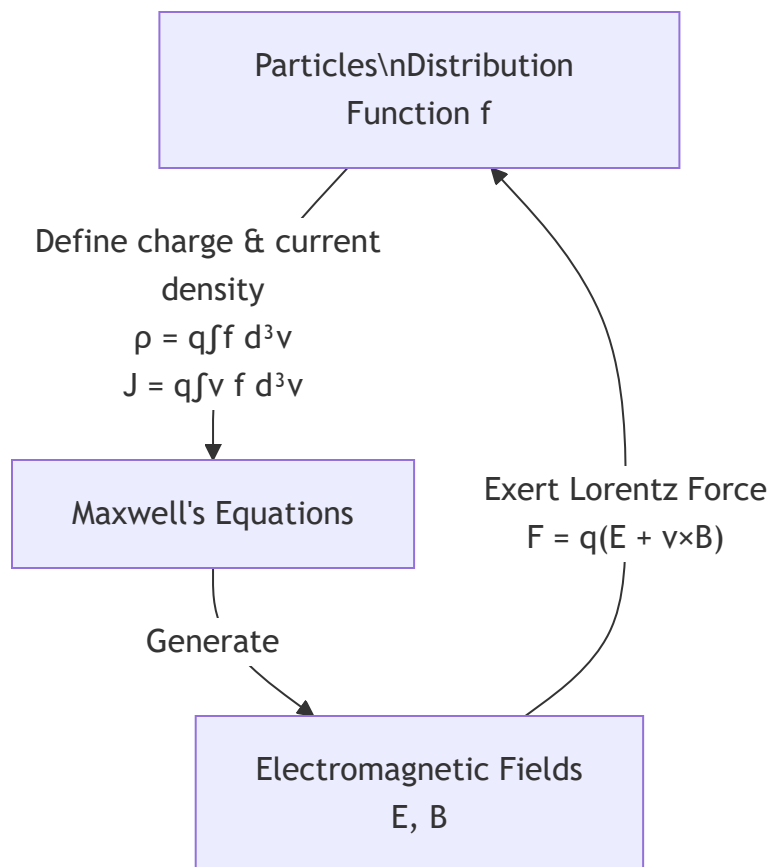 Particles\nDistribution
Function f
Define charge & current
density
ρ = q∫f d³v
J = q∫v f d³v
Maxwell's Equations
Exert Lorentz Force
F = q(E + v×B)
Generate
Electromagnetic Fields
E, B